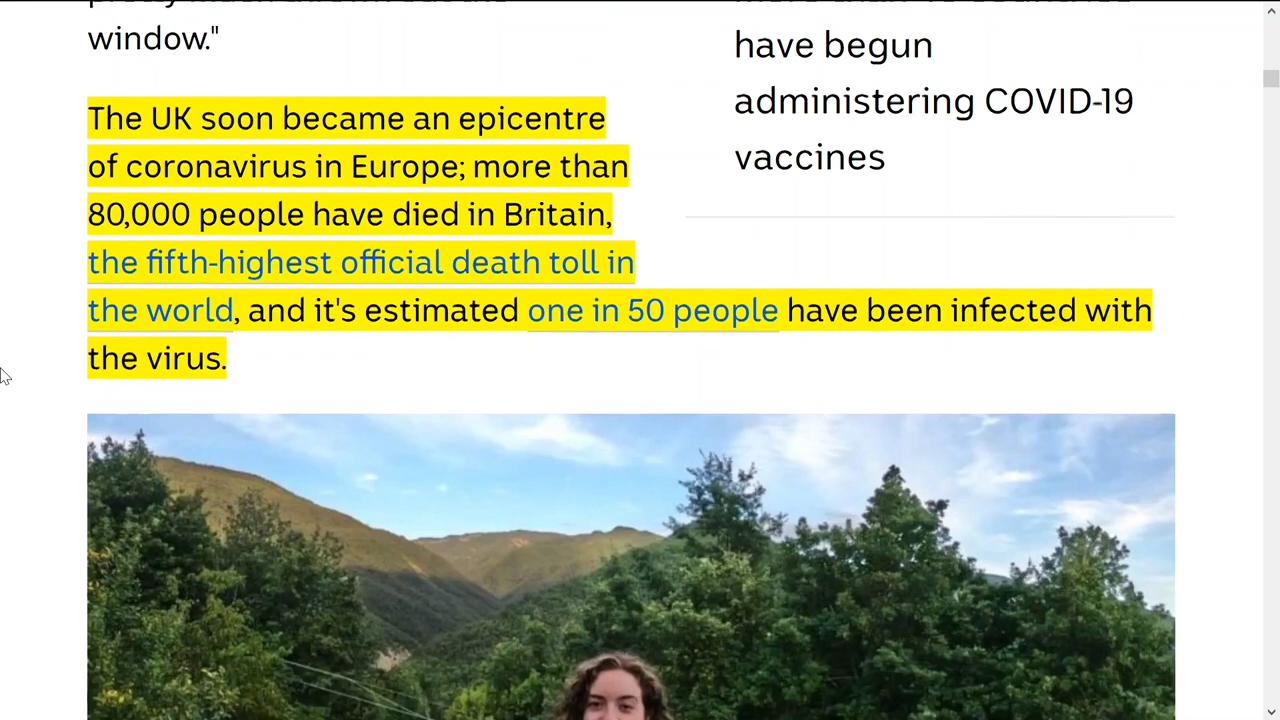 window."
The UK soon became an epicentre
of coronavirus in Europe; more than
80,000 people have died in Britain,
the fifth-highest official death toll in
the world, and it's estimated one in 50 people have been infected with
the virus.
have begun
administering COVID-19
vaccines